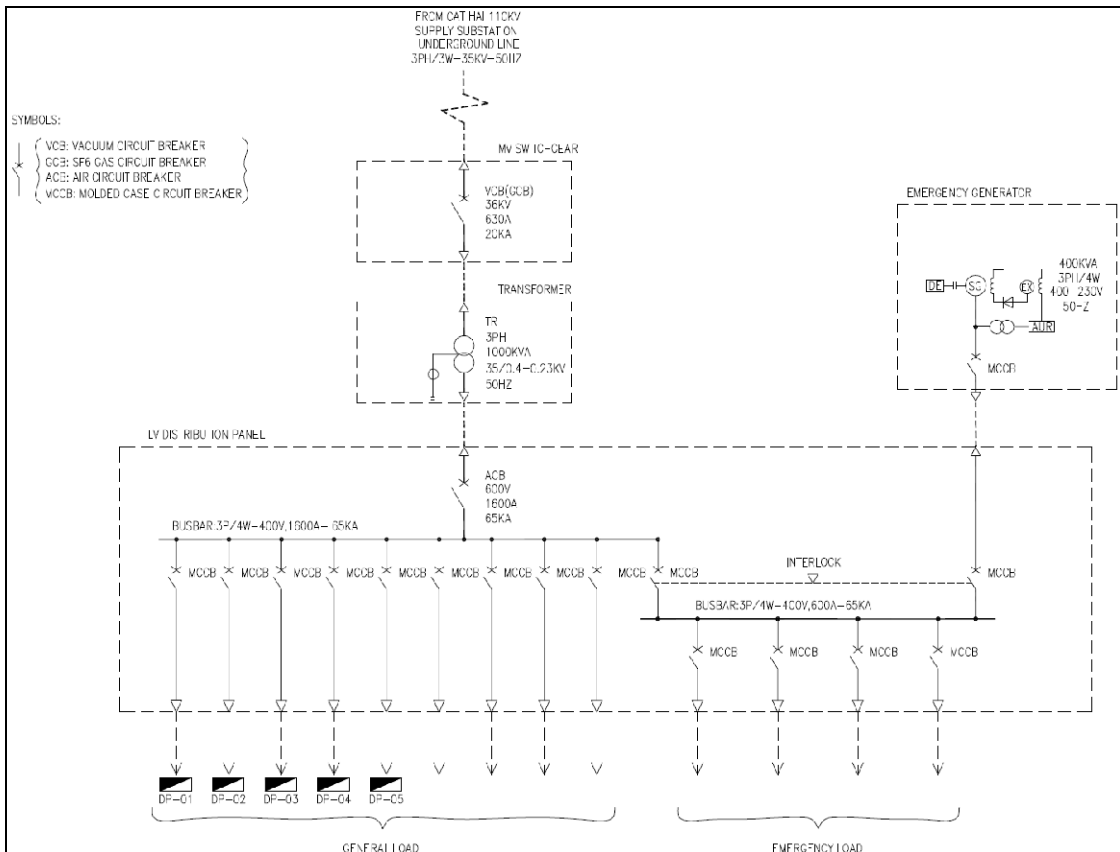 FROM CAT HAI 110KV
SUPPLY SUBSTATION
UNDERGROUND LINE
3PH/3W-35KV-50HZ
SYMBOLS:
VCB: VACUUM CIRCUIT BREAKER
GCB: SF6 GAS CIRCUIT BREAKER
ACB: AIR CIRCUIT BREAKER
MCCB: MOLDED CASE CIRCUIT BREAKER
MV SWITC-GEAR
VCB(GCB)
36KV
630A
20KA
EMERGENCY GENERATOR
400KVA
3PH/4W
400 230V
50-Z
DE
SG
EX
AUR
MCCB
TRANSFORMER
TR
3PH
1000KVA
35/0.4-0.23KV
50HZ
LV DISTRIBUTION PANEL
ACB
600V
1600A
65KA
BUSBAR:3P/4W-400V,1600A-65KA
INTERLOCK
MCCB MCCB MCCB MCCB MCCB MCCB MCCB MCCB MCCB MCCB MCCB
BUSBAR:3P/4W-400V,600A-65KA
MCCB MCCB MCCB MCCB
DP-01 DP-02 DP-03 DP-04 DP-05
GENERAL LOAD EMERGENCY LOAD